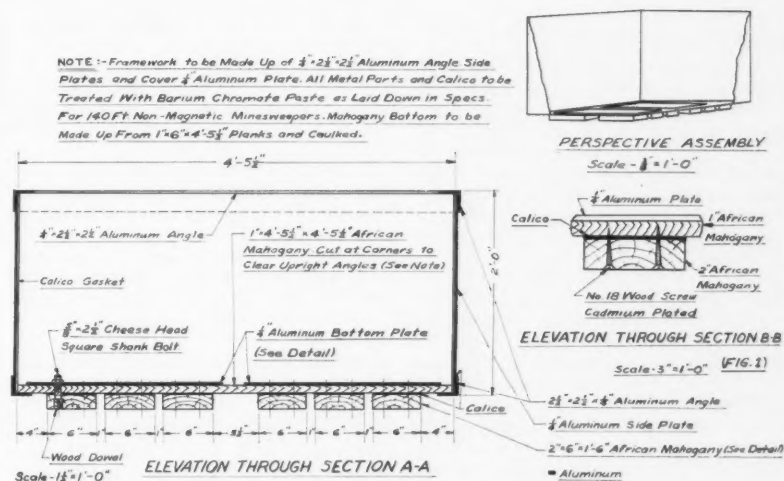 NOTE :- Framework to be Made Up of ¼"×2½"×2½" Aluminum Angle Side
Plates and Cover ¼" Aluminum Plate. All Metal Parts and Calico to be
Treated With Barium Chromate Paste as Laid Down in Specs.
For 140 Ft Non-Magnetic Minesweepers. Mahogany Bottom to be
Made Up From 1"×6"×4'-5½" Planks and Caulked.
4'-5½"
¼"×2½"×2½" Aluminum Angle
1"×4'-5½"×4'-5½" African
Mahogany Cut at Corners to
Clear Upright Angles (See Note)
2'-0"
Calico Gasket
⅝"×2½" Cheese Head
Square Shank Bolt
¼" Aluminum Bottom Plate
(See Detail)
4" 6" 1" 6" 1" 6" 5½" 6" 1" 6" 1" 6" 4"
Wood Dowel
Scale - 1½"=1'-0"
ELEVATION THROUGH SECTION A-A
PERSPECTIVE ASSEMBLY
Scale - =1'-0"
¼" Aluminum Plate
Calico
1" African
Mahogany
2" African
Mahogany
No. 18 Wood Screw
Cadmium Plated
ELEVATION THROUGH SECTION B-B
Scale - 3"=1'-0" (FIG. 2)
2½"×2½"×¼" Aluminum Angle
Calico
¼" Aluminum Side Plate
2"×6"×1'-6" African Mahogany (See Detail)
Aluminum